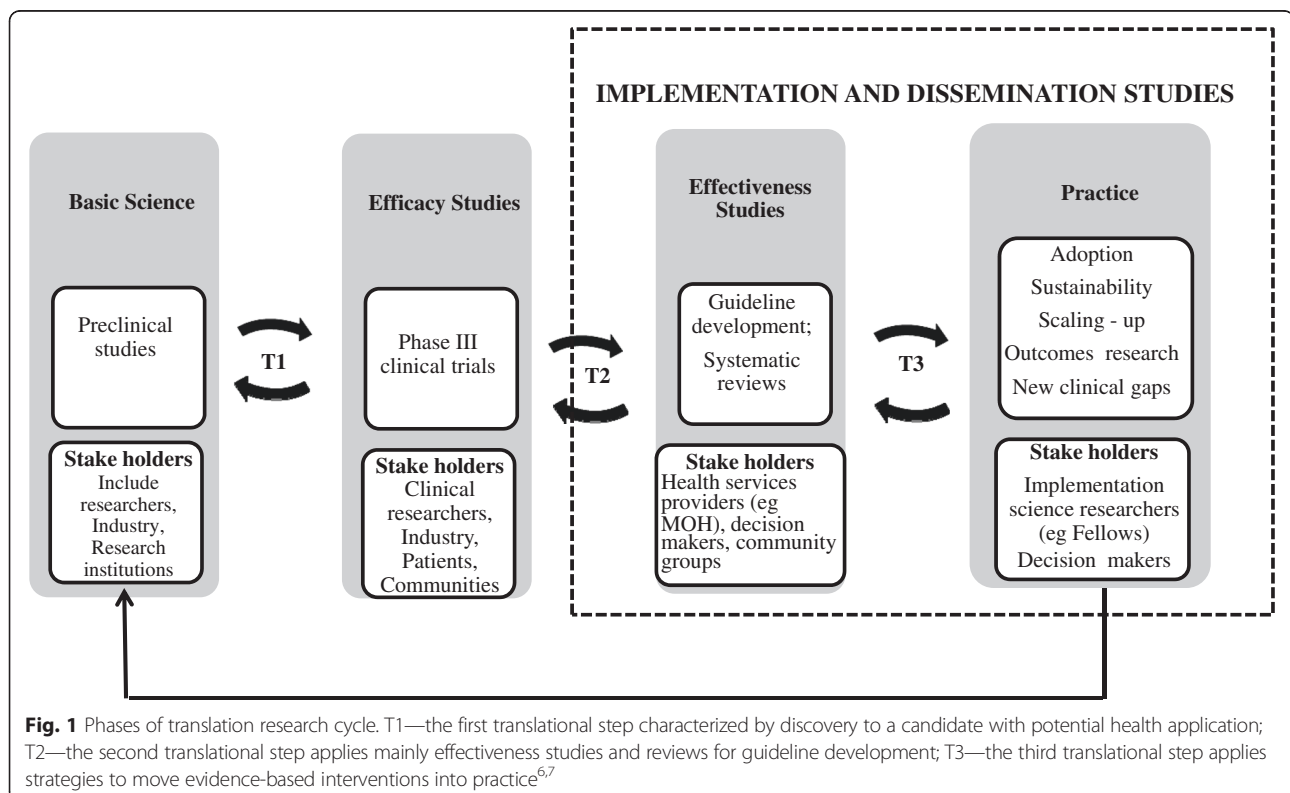 IMPLEMENTATION AND DISSEMINATION STUDIES
Basic Science
Preclinical
studies
Stake holders
Include
researchers,
Industry,
Research
institutions
T1
Efficacy Studies
Phase III
clinical trials
Stake holders
Clinical
researchers,
Industry,
Patients,
Communities
T2
Effectiveness
Studies
Guideline
development;
Systematic
reviews
Stake holders
Health services
providers (eg
MOH), decision
makers, community
groups
T3
Practice
Adoption
Sustainability
Scaling - up
Outcomes research
New clinical gaps
Stake holders
Implementation
science researchers
(eg Fellows)
Decision makers
Fig. 1 Phases of translation research cycle. T1—the first translational step characterized by discovery to a candidate with potential health application;
T2—the second translational step applies mainly effectiveness studies and reviews for guideline development; T3—the third translational step applies
strategies to move evidence-based interventions into practice6,7